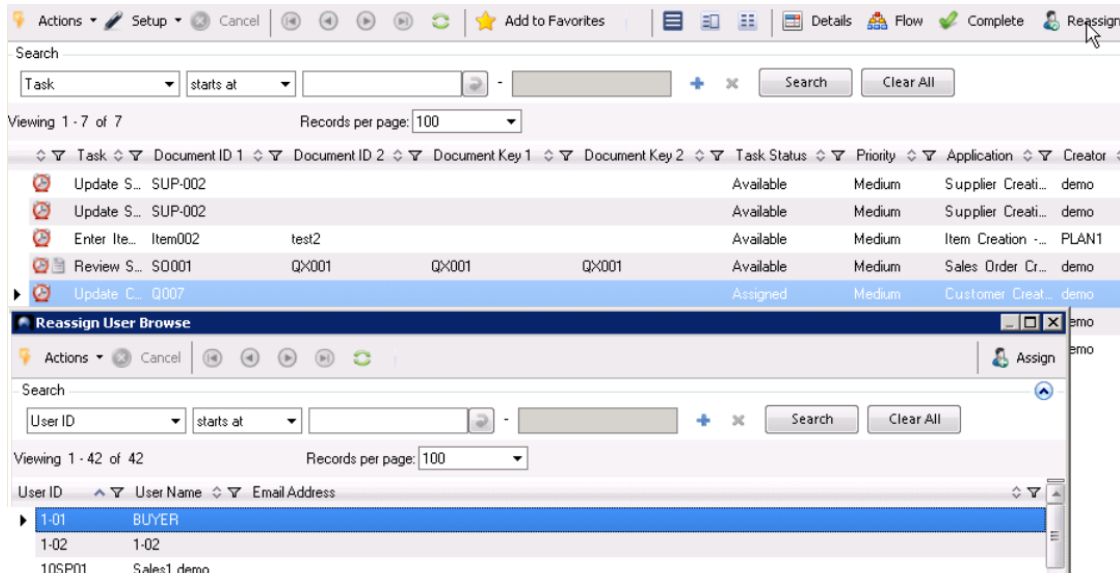 Actions Setup Cancel Add to Favorites Details Flow Complete Reassign
Search
Task starts at - Search Clear All
Viewing 1 - 7 of 7 Records per page: 100
Task Document ID 1 Document ID 2 Document Key 1 Document Key 2 Task Status Priority Application Creator
Update S... SUP-002 Available Medium Supplier Creati... demo
Update S... SUP-002 Available Medium Supplier Creati... demo
Enter Ite... Item002 test2 Available Medium Item Creation -... PLAN1
Review S... SO001 QX001 QX001 QX001 Available Medium Sales Order Cr... demo
Update C... Q007 Assigned Medium Customer Creat... demo
Reassign User Browse
emo
Actions Cancel Assign
emo
Search
User ID starts at - Search Clear All
Viewing 1 - 42 of 42 Records per page: 100
User ID User Name Email Address
1-01 BUYER
1-02 1-02
10SP01 Sales1 demo